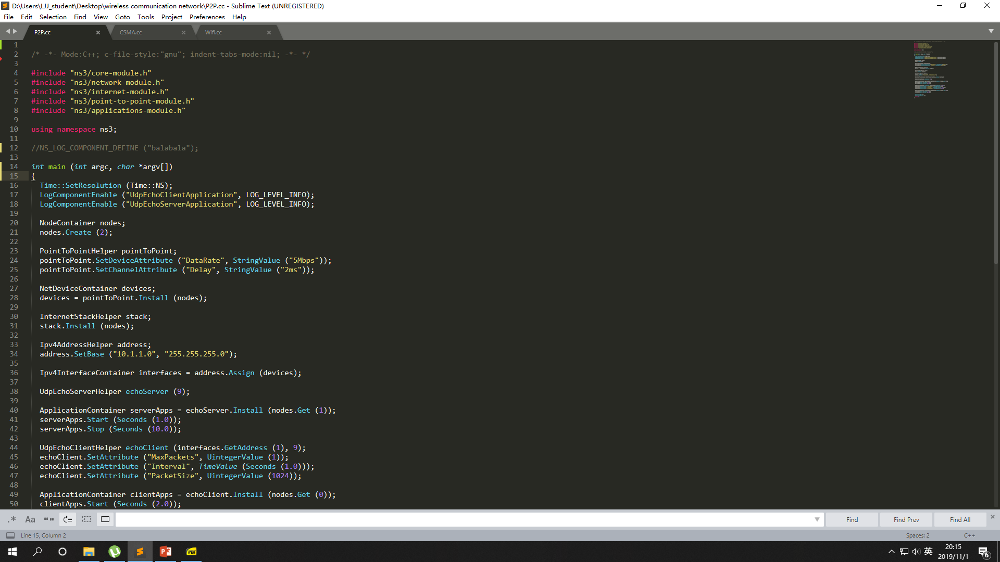 D:\Users\LJJ_student\Desktop\wireless communication network\P2P.cc - Sublime Text (UNREGISTERED)
File Edit Selection Find View Goto Tools Project Preferences Help
P2P.cc CSMA.cc Wifi.cc
1
2 /* -*- Mode:C++; c-file-style:"gnu"; indent-tabs-mode:nil; -*- */
3
4 #include "ns3/core-module.h"
5 #include "ns3/network-module.h"
6 #include "ns3/internet-module.h"
7 #include "ns3/point-to-point-module.h"
8 #include "ns3/applications-module.h"
9
10 using namespace ns3;
11
12 //NS_LOG_COMPONENT_DEFINE ("balabala");
13
14 int main (int argc, char *argv[])
15 {
16 Time::SetResolution (Time::NS);
17 LogComponentEnable ("UdpEchoClientApplication", LOG_LEVEL_INFO);
18 LogComponentEnable ("UdpEchoServerApplication", LOG_LEVEL_INFO);
19
20 NodeContainer nodes;
21 nodes.Create (2);
22
23 PointToPointHelper pointToPoint;
24 pointToPoint.SetDeviceAttribute ("DataRate", StringValue ("5Mbps"));
25 pointToPoint.SetChannelAttribute ("Delay", StringValue ("2ms"));
26
27 NetDeviceContainer devices;
28 devices = pointToPoint.Install (nodes);
29
30 InternetStackHelper stack;
31 stack.Install (nodes);
32
33 Ipv4AddressHelper address;
34 address.SetBase ("10.1.1.0", "255.255.255.0");
35
36 Ipv4InterfaceContainer interfaces = address.Assign (devices);
37
38 UdpEchoServerHelper echoServer (9);
39
40 ApplicationContainer serverApps = echoServer.Install (nodes.Get (1));
41 serverApps.Start (Seconds (1.0));
42 serverApps.Stop (Seconds (10.0));
43
44 UdpEchoClientHelper echoClient (interfaces.GetAddress (1), 9);
45 echoClient.SetAttribute ("MaxPackets", UintegerValue (1));
46 echoClient.SetAttribute ("Interval", TimeValue (Seconds (1.0)));
47 echoClient.SetAttribute ("PacketSize", UintegerValue (1024));
48
49 ApplicationContainer clientApps = echoClient.Install (nodes.Get (0));
50 clientApps.Start (Seconds (2.0));
.* Aa “” Find Find Prev Find All
Line 15, Column 2 Spaces: 2 C++
PDF 英 20:15
2019/11/1 6